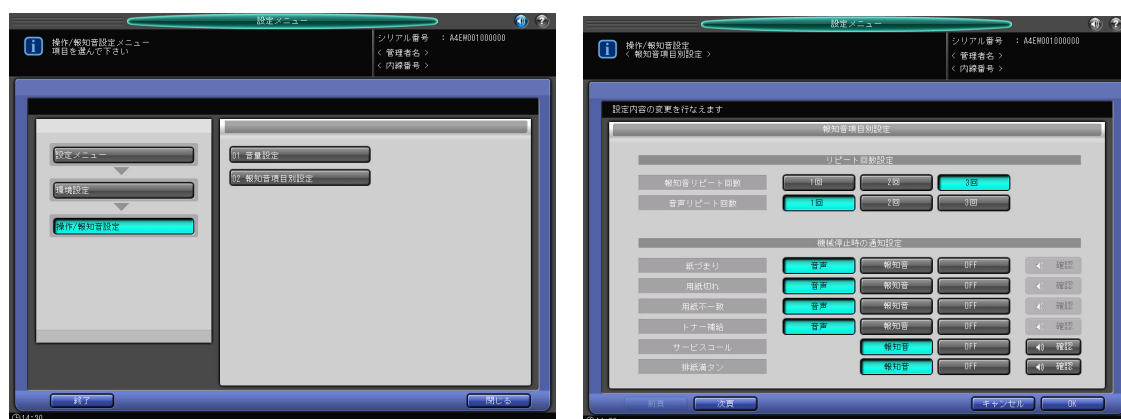 設定メニュー
操作/報知音設定メニュー
項目を選んで下さい
シリアル番号 : A4EW001000000
< 管理者名 >
< 内線番号 >
設定メニュー
環境設定
操作/報知音設定
01 音量設定
02 報知音項目別設定
終了
閉じる
14:30
設定メニュー
操作/報知音設定
< 報知音項目別設定 >
シリアル番号 : A4EW001000000
< 管理者名 >
< 内線番号 >
設定内容の変更を行なえます
報知音項目別設定
リピート回数設定
報知音リピート回数 1回 2回 3回
音声リピート回数 1回 2回 3回
機械停止時の通知設定
紙づまり 音声 報知音 OFF 確認
用紙切れ 音声 報知音 OFF 確認
用紙不一致 音声 報知音 OFF 確認
トナー補給 音声 報知音 OFF 確認
サービスコール 報知音 OFF 確認
排紙満タン 報知音 OFF 確認
前頁 次頁 キャンセル OK